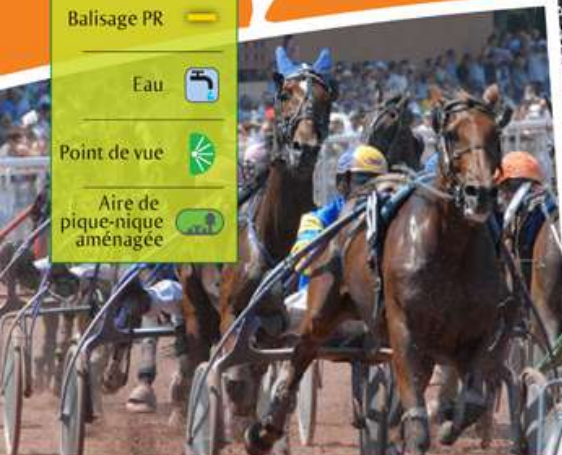 Balisage PR
Eau
Point de vue
Aire de
pique-nique
aménagée